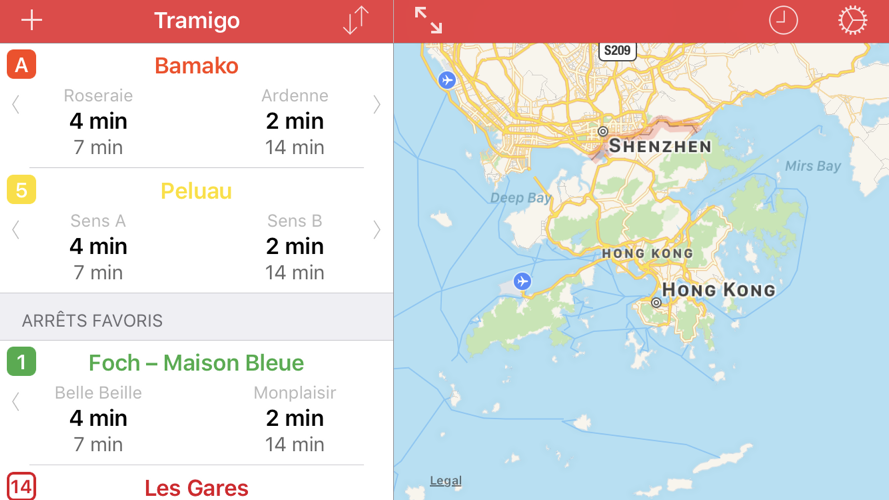 Tramigo
A
Bamako
Roseraie
Ardenne
4 min
2 min
7 min
14 min
5
Peluau
Sens A
Sens B
4 min
2 min
7 min
14 min
ARRÊTS FAVORIS
1
Foch – Maison Bleue
Belle Beille
Monplaisir
4 min
2 min
7 min
14 min
14
Les Gares
S209
SHENZHEN
Mirs Bay
Deep Bay
HONG KONG
HONG KONG
Legal